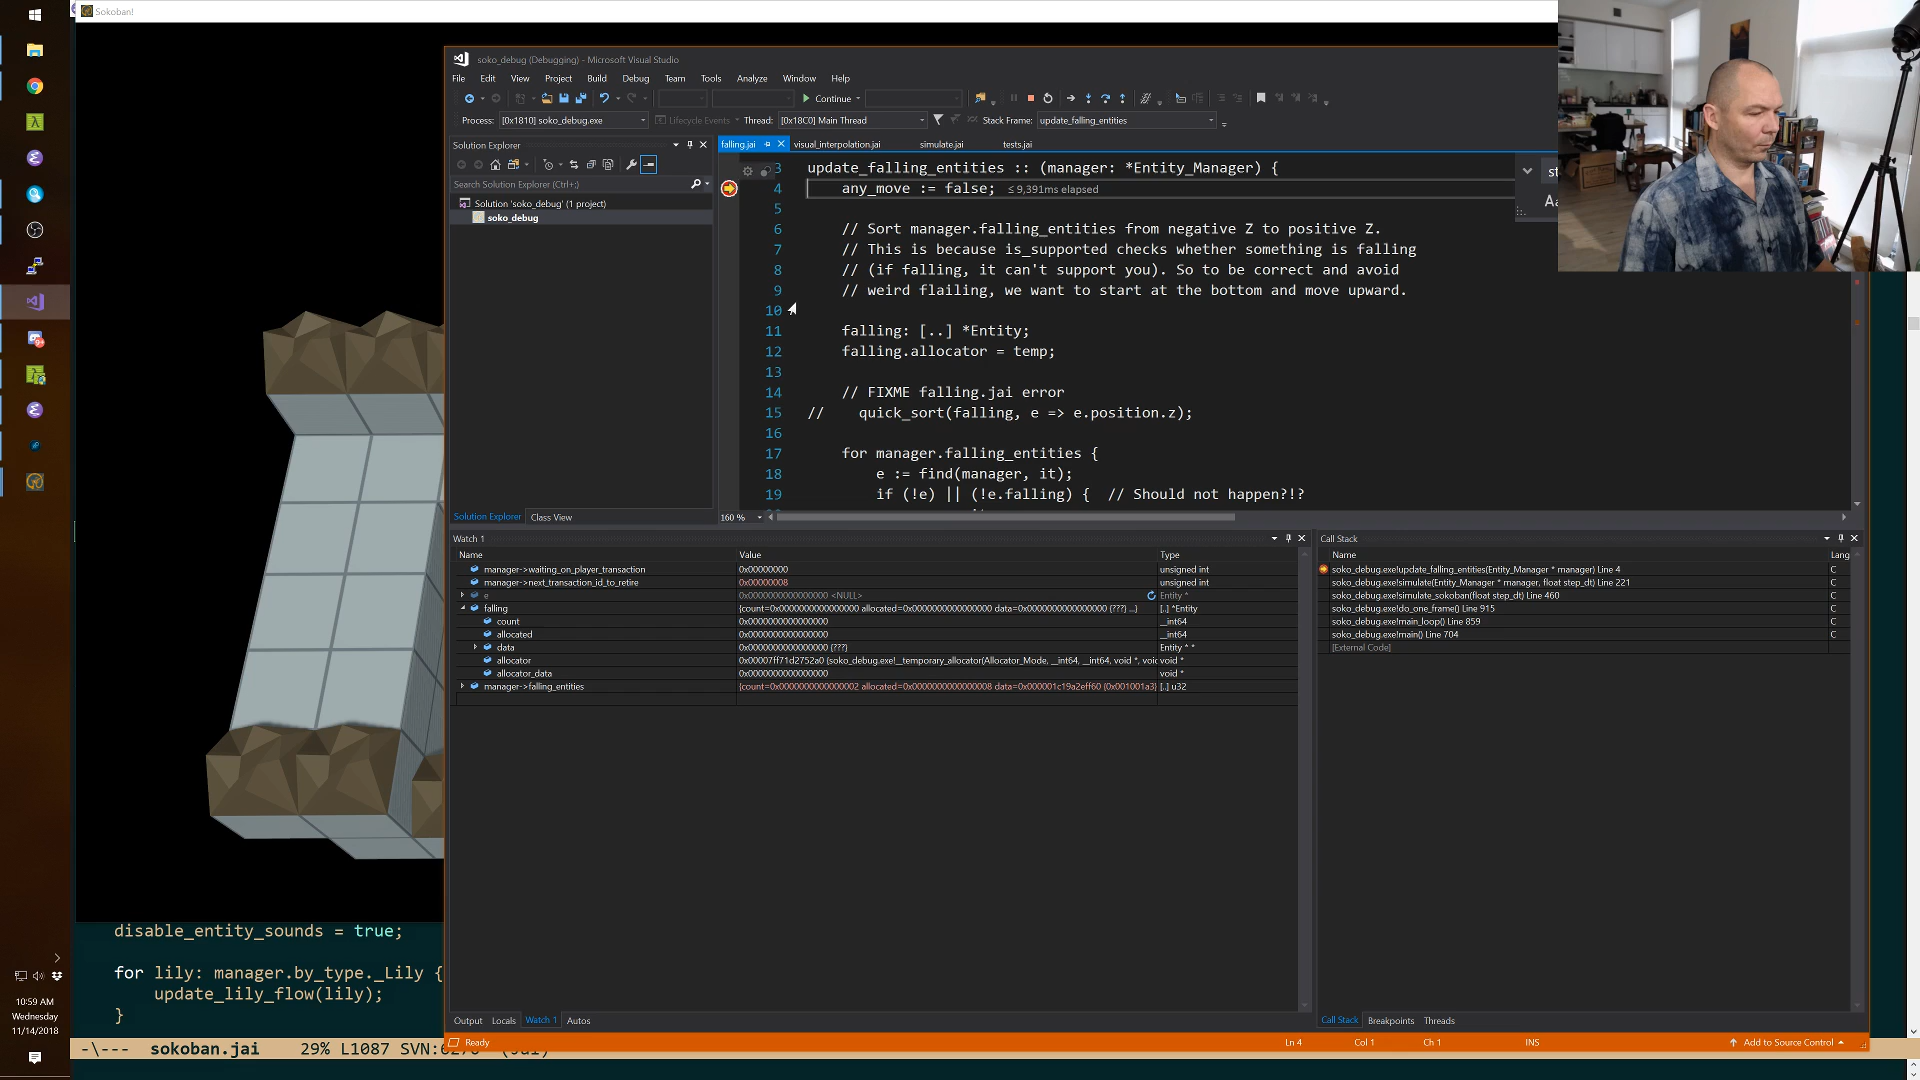 Sokoban!
soko_debug (Debugging) - Microsoft Visual Studio
File Edit View Project Build Debug Team Tools Analyze Window Help
Continue
Process: [0x1810] soko_debug.exe Lifecycle Events Thread: [0x18C0] Main Thread Stack Frame: update_falling_entities
Solution Explorer
Search Solution Explorer (Ctrl+;)
Solution 'soko_debug' (1 project)
soko_debug
Solution Explorer Class View
falling.jai visual_interpolation.jai simulate.jai tests.jai
3 update_falling_entities :: (manager: *Entity_Manager) {
4 any_move := false; ≤ 9,391ms elapsed
5
6 // Sort manager.falling_entities from negative Z to positive Z.
7 // This is because is_supported checks whether something is falling
8 // (if falling, it can't support you). So to be correct and avoid
9 // weird flailing, we want to start at the bottom and move upward.
10
11 falling: [..] *Entity;
12 falling.allocator = temp;
13
14 // FIXME falling.jai error
15 // quick_sort(falling, e => e.position.z);
16
17 for manager.falling_entities {
18 e := find(manager, it);
19 if (!e) || (!e.falling) { // Should not happen?!?
160 %
st
Aa
Watch 1
Name Value Type
manager->waiting_on_player_transaction 0x00000000 unsigned int
manager->next_transaction_id_to_retire 0x00000008 unsigned int
e 0x0000000000000000 <NULL> Entity *
falling {count=0x0000000000000000 allocated=0x0000000000000000 data=0x0000000000000000 {???} ...} [..] *Entity
count 0x0000000000000000 __int64
allocated 0x0000000000000000 __int64
data 0x0000000000000000 {???} Entity * *
allocator 0x00007ff71d2752a0 {soko_debug.exe!__temporary_allocator(Allocator_Mode, __int64, __int64, void *, void * void *
allocator_data 0x0000000000000000 void *
manager->falling_entities {count=0x0000000000000002 allocated=0x0000000000000008 data=0x000001c19a2eff60 {0x001001a3} [..] u32
Output Locals Watch 1 Autos
Call Stack
Name Lang
soko_debug.exe!update_falling_entities(Entity_Manager * manager) Line 4 C
soko_debug.exe!simulate(Entity_Manager * manager, float step_dt) Line 221 C
soko_debug.exe!simulate_sokoban(float step_dt) Line 460 C
soko_debug.exe!do_one_frame() Line 915 C
soko_debug.exe!main_loop() Line 859 C
soko_debug.exe!main() Line 704 C
[External Code]
Call Stack Breakpoints Threads
Ready Ln 4 Col 1 Ch 1 INS Add to Source Control
disable_entity_sounds = true;
for lily: manager.by_type._Lily {
update_lily_flow(lily);
}
-\--- sokoban.jai 29% L1087
10:59 AM
Wednesday
11/14/2018